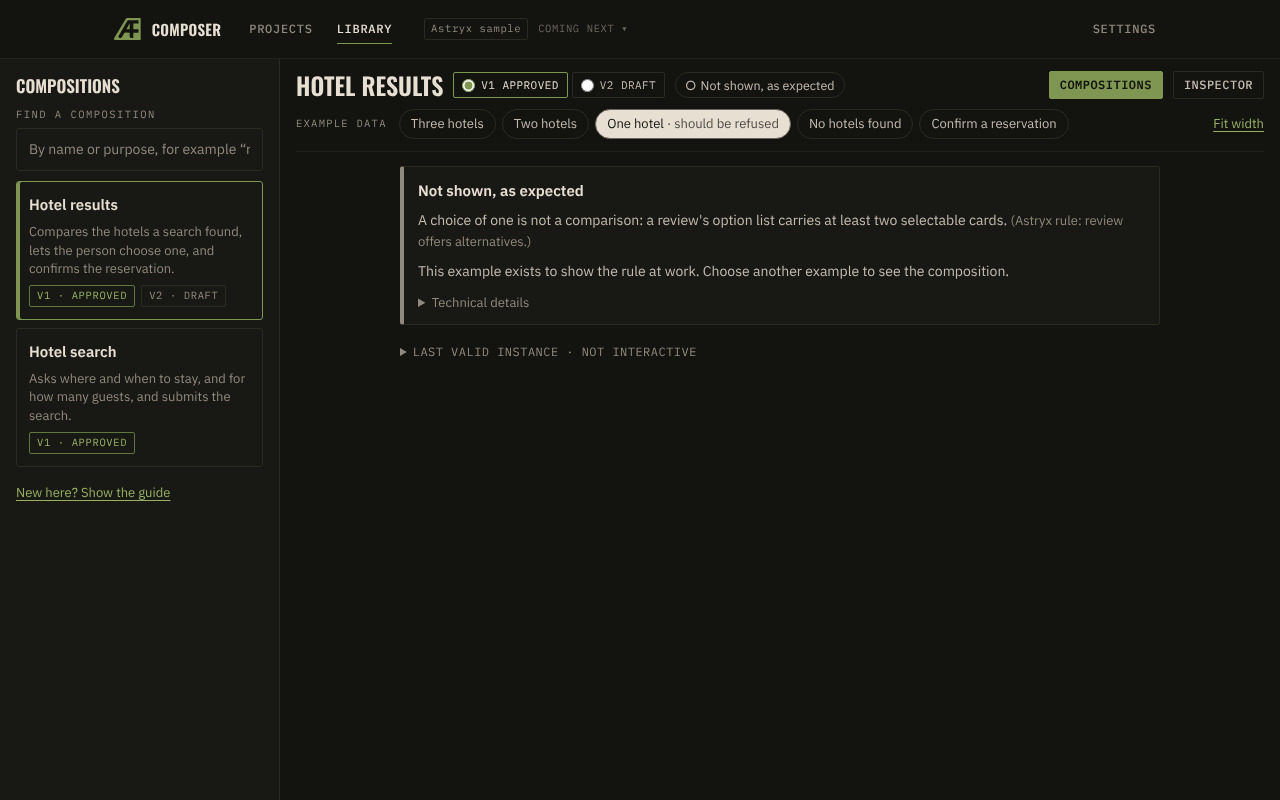 COMPOSER
PROJECTS
LIBRARY
Astryx sample
COMING NEXT ▾
SETTINGS
COMPOSITIONS
FIND A COMPOSITION
By name or purpose, for example “r
Hotel results
Compares the hotels a search found,
lets the person choose one, and
confirms the reservation.
V1 · APPROVED
V2 · DRAFT
Hotel search
Asks where and when to stay, and for
how many guests, and submits the
search.
V1 · APPROVED
New here? Show the guide
HOTEL RESULTS
V1 APPROVED
V2 DRAFT
Not shown, as expected
COMPOSITIONS
INSPECTOR
EXAMPLE DATA
Three hotels
Two hotels
One hotel · should be refused
No hotels found
Confirm a reservation
Fit width
Not shown, as expected
A choice of one is not a comparison: a review's option list carries at least two selectable cards. (Astryx rule: review
offers alternatives.)
This example exists to show the rule at work. Choose another example to see the composition.
Technical details
LAST VALID INSTANCE · NOT INTERACTIVE